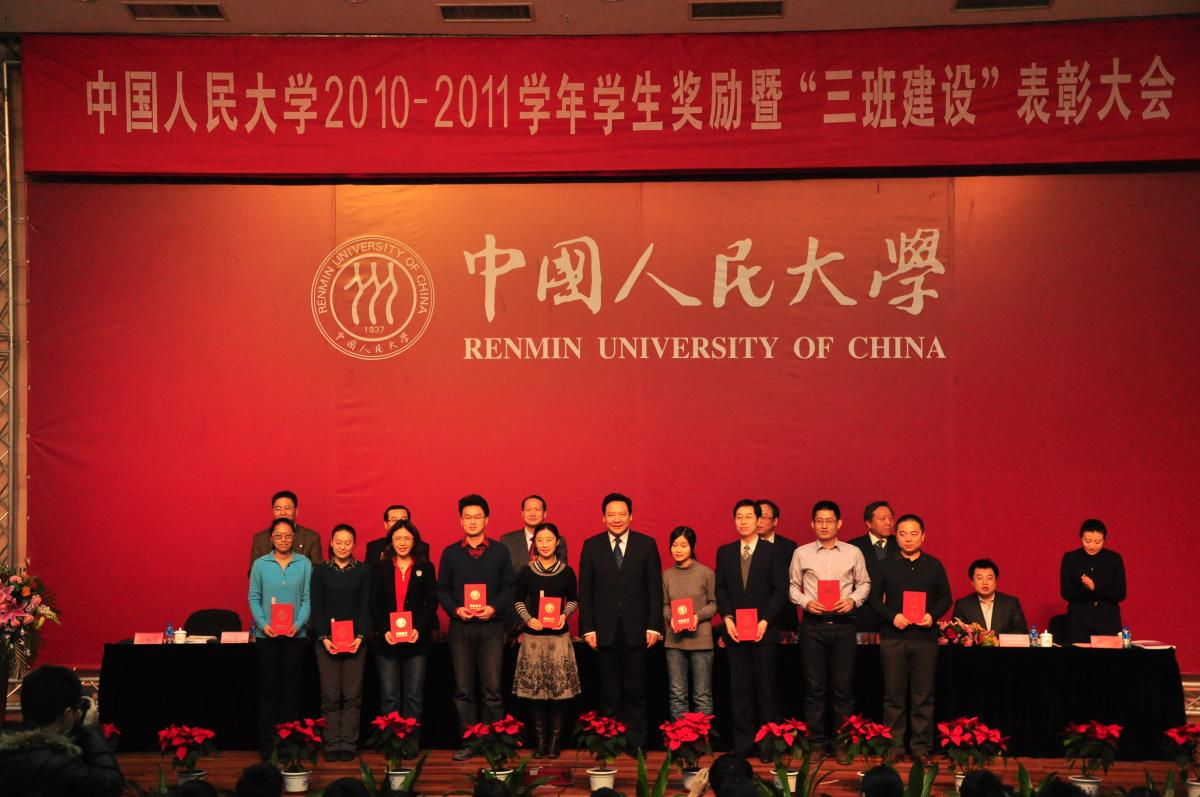 中国人民大学2010-2011学年学生奖励暨“三班建设”表彰大会
RENMIN UNIVERSITY OF CHINA
1937
中国人民大学
中國人民大學
RENMIN UNIVERSITY OF CHINA